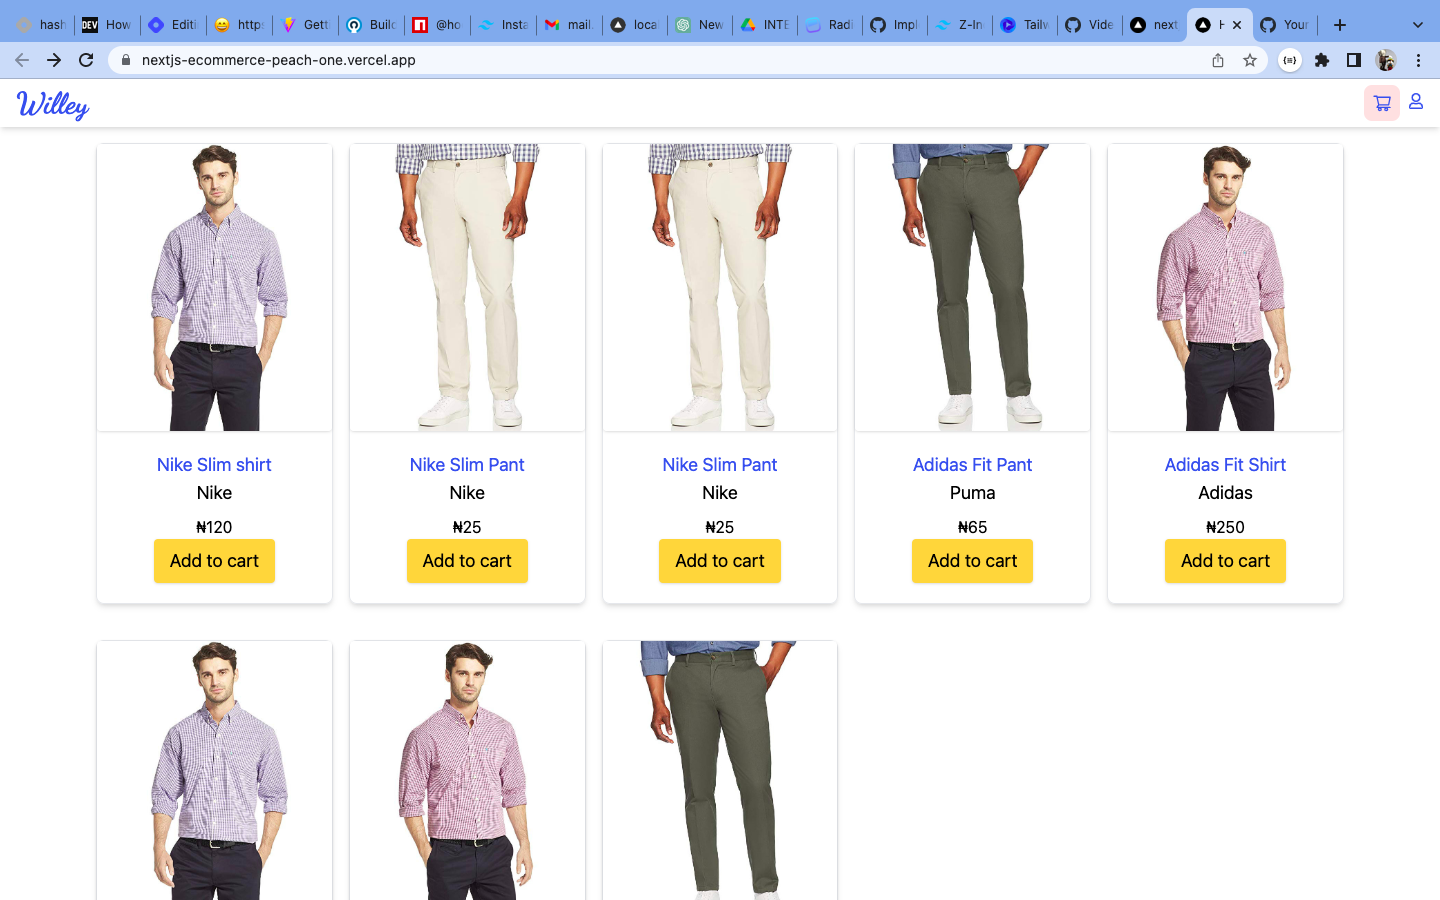 hash
DEV
How
Editi
http
Gett
Build
@ho
Insta
mail.
local
New
INTE
Radi
Impl
Z-In
Tailw
Vide
next
H
Your
nextjs-ecommerce-peach-one.vercel.app
Willey
Nike Slim shirt
Nike
₦120
Add to cart
Nike Slim Pant
Nike
₦25
Add to cart
Nike Slim Pant
Nike
₦25
Add to cart
Adidas Fit Pant
Puma
₦65
Add to cart
Adidas Fit Shirt
Adidas
₦250
Add to cart